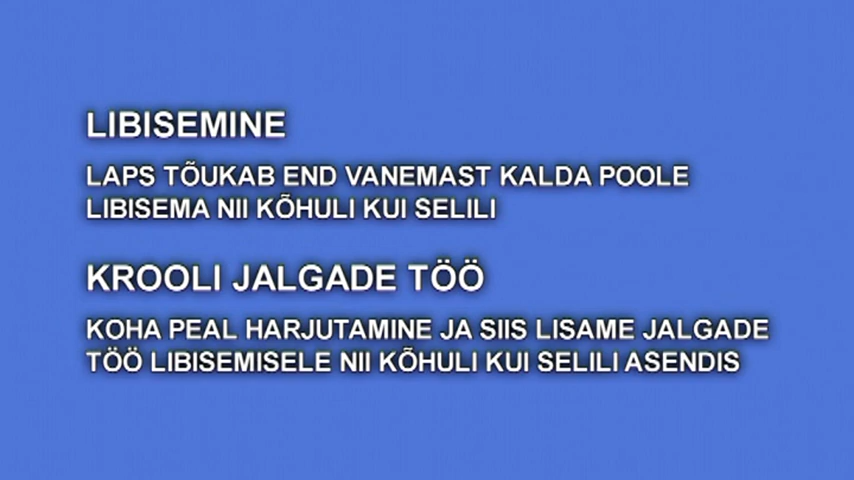 LIBISEMINE
LAPS TÕUKAB END VANEMAST KALDA POOLE
LIBISEMA NII KÕHULI KUI SELILI
KROOLI JALGADE TÖÖ
KOHA PEAL HARJUTAMINE JA SIIS LISAME JALGADE
TÖÖ LIBISEMISELE NII KÕHULI KUI SELILI ASENDIS